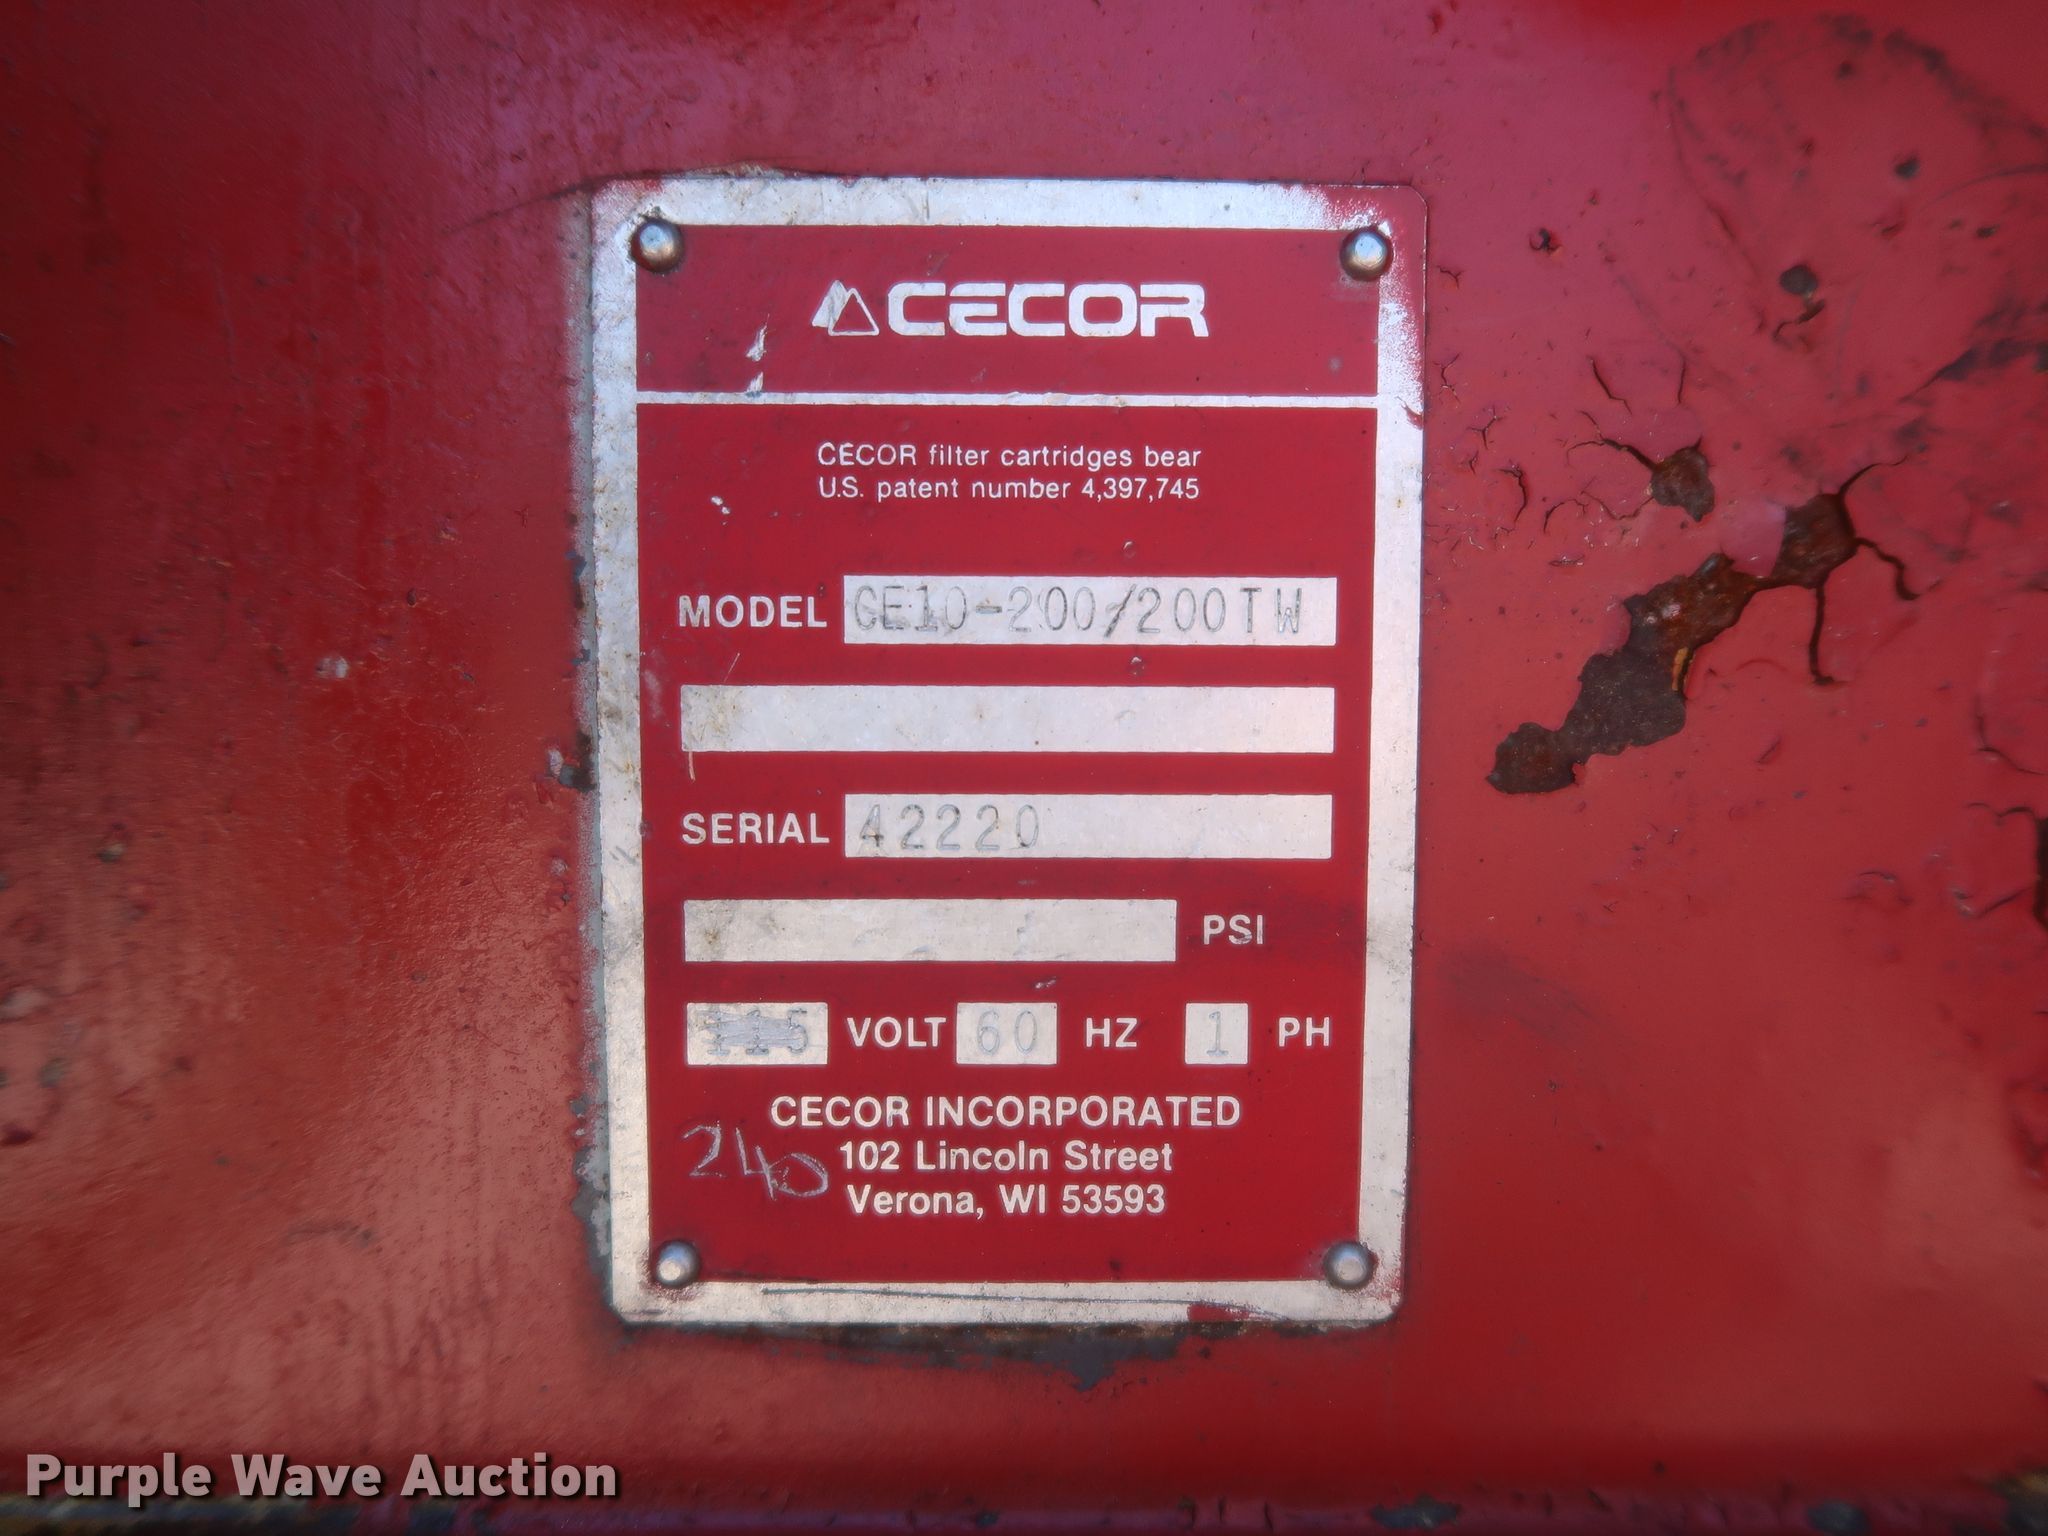 CECOR
CECOR filter cartridges bear
U.S. patent number 4,397,745
MODEL CE10-200/200TW
SERIAL 42220
PSI
115 VOLT 60 HZ 1 PH
CECOR INCORPORATED
240 102 Lincoln Street
Verona, WI 53593
Purple Wave Auction